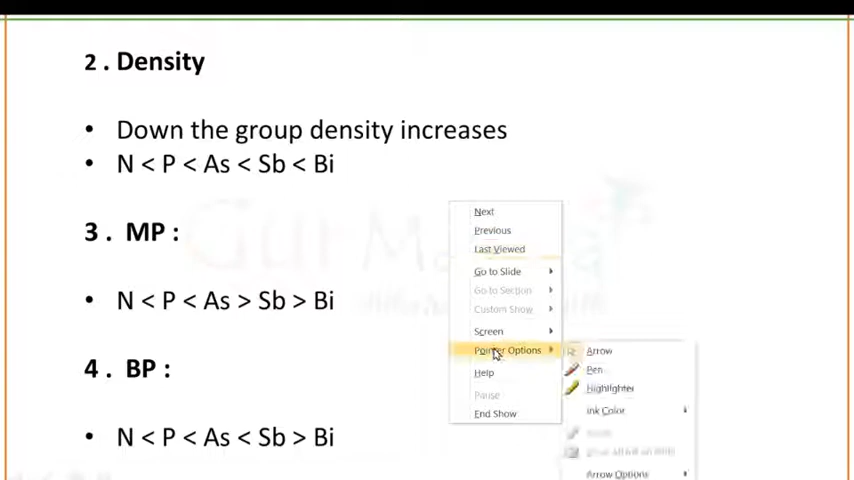 2 . Density
• Down the group density increases
• N < P < As < Sb < Bi
3 . MP :
• N < P < As > Sb > Bi
4 . BP :
• N < P < As < Sb > Bi
Next
Previous
Last Viewed
Go to Slide
Go to Section
Custom Show
Screen
Pointer Options
Help
Pause
End Show
Arrow
Pen
Highlighter
Ink Color
Arrow Options